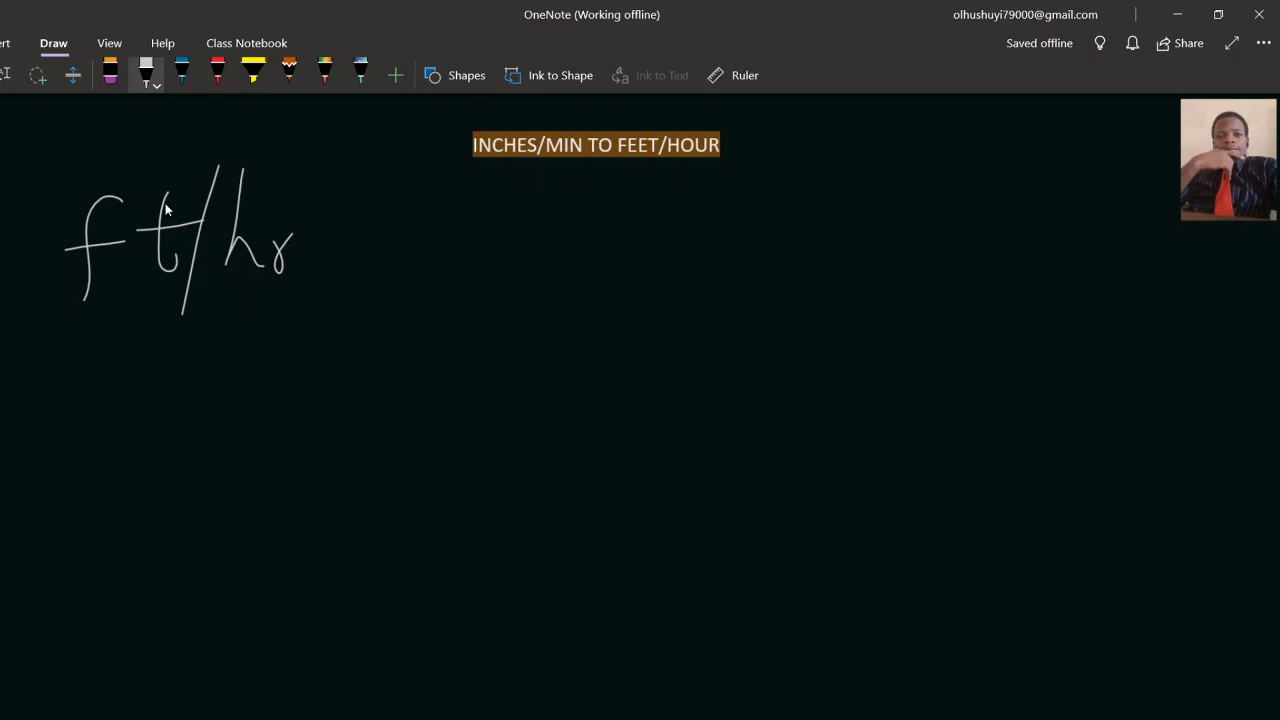 OneNote (Working offline)
olhushuyi79000@gmail.com
rt
Draw
View
Help
Class Notebook
Saved offline
Share
Shapes
Ink to Shape
Ink to Text
Ruler
INCHES/MIN TO FEET/HOUR
ft/hr